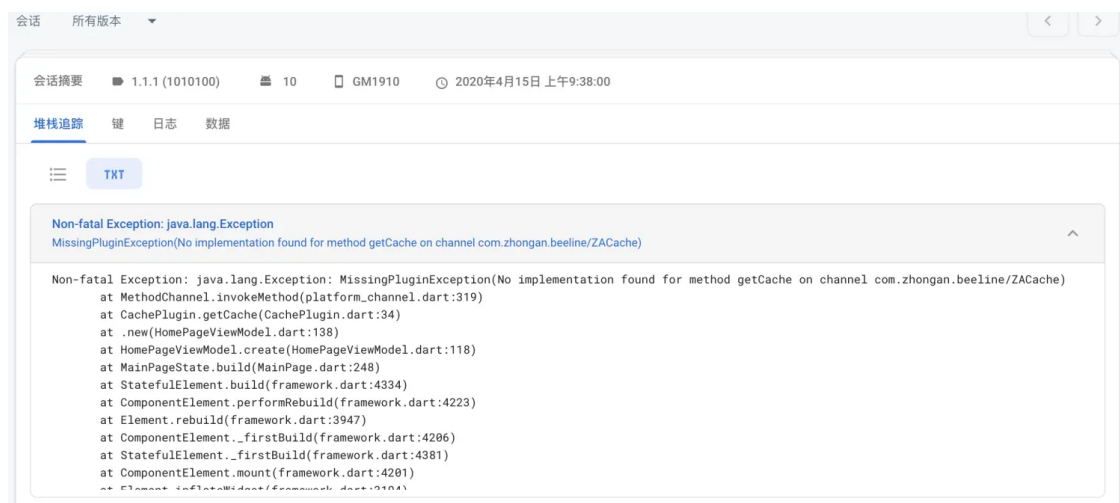 会话 所有版本
会话摘要 1.1.1 (1010100) 10 GM1910 2020年4月15日 上午9:38:00
堆栈追踪 键 日志 数据
TXT
Non-fatal Exception: java.lang.Exception
MissingPluginException(No implementation found for method getCache on channel com.zhongan.beeline/ZACache)
Non-fatal Exception: java.lang.Exception: MissingPluginException(No implementation found for method getCache on channel com.zhongan.beeline/ZACache)
at MethodChannel.invokeMethod(platform_channel.dart:319)
at CachePlugin.getCache(CachePlugin.dart:34)
at .new(HomePageViewModel.dart:138)
at HomePageViewModel.create(HomePageViewModel.dart:118)
at MainPageState.build(MainPage.dart:248)
at StatefulElement.build(framework.dart:4334)
at ComponentElement.performRebuild(framework.dart:4223)
at Element.rebuild(framework.dart:3947)
at ComponentElement._firstBuild(framework.dart:4206)
at StatefulElement._firstBuild(framework.dart:4381)
at ComponentElement.mount(framework.dart:4201)
at Element.inflateWidget(framework.dart:3194)